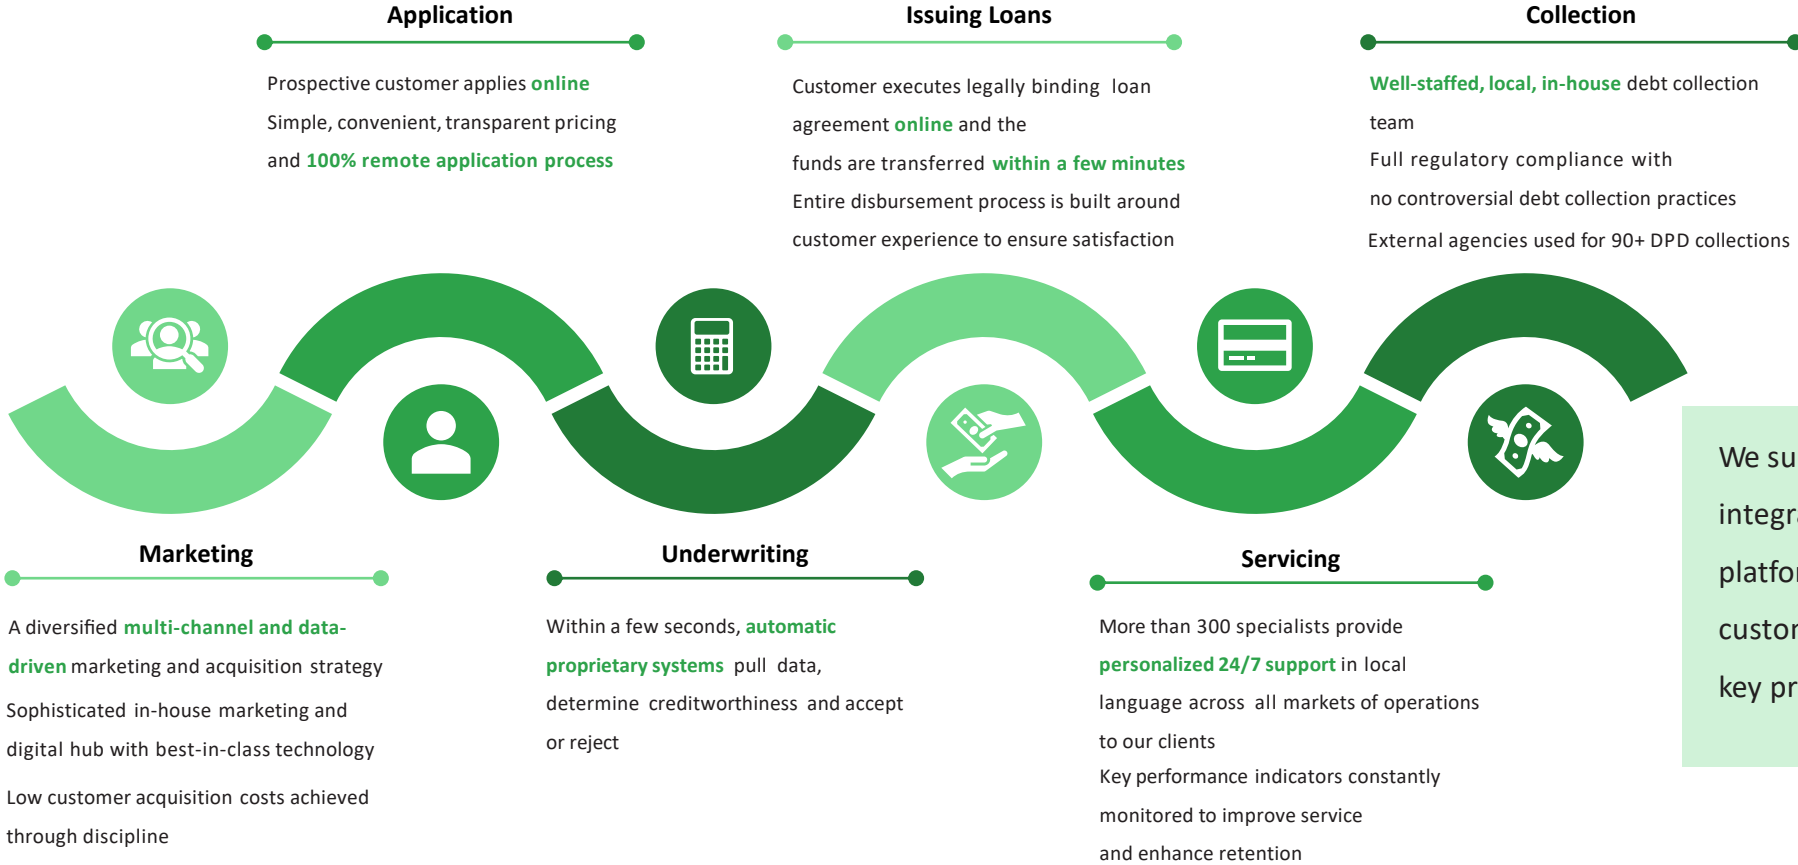 Application
Prospective customer applies online
Simple, convenient, transparent pricing
and 100% remote application process
Issuing Loans
Customer executes legally binding loan
agreement online and the
funds are transferred within a few minutes
Entire disbursement process is built around
customer experience to ensure satisfaction
Collection
Well-staffed, local, in-house debt collection
team
Full regulatory compliance with
no controversial debt collection practices
External agencies used for 90+ DPD collections
Marketing
A diversified multi-channel and data-
driven marketing and acquisition strategy
Sophisticated in-house marketing and
digital hub with best-in-class technology
Low customer acquisition costs achieved
through discipline
Underwriting
Within a few seconds, automatic
proprietary systems pull data,
determine creditworthiness and accept
or reject
Servicing
More than 300 specialists provide
personalized 24/7 support in local
language across all markets of operations
to our clients
Key performance indicators constantly
monitored to improve service
and enhance retention
We
key